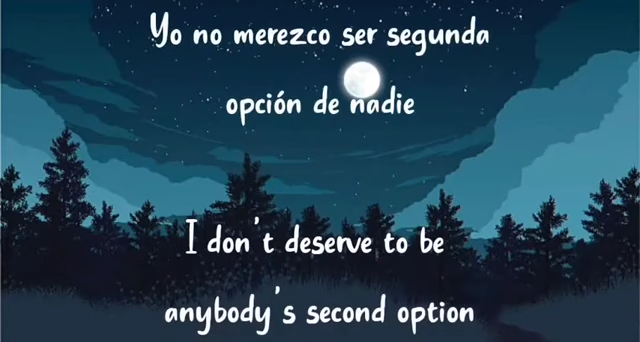 Yo no merezco ser segunda
opción de nadie
I don't deserve to be
anybody's second option